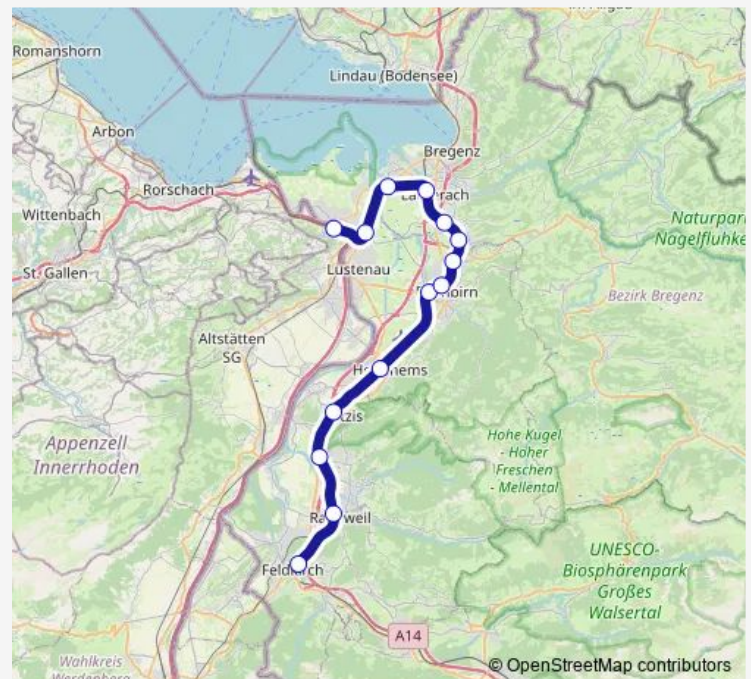 Romanshorn
Lindau (Bodensee)
Arbon
Bregenz
Rorschach
Wittenbach
Naturpark
Nagelfluhke
St. Gallen
Lustenau
Bezirk Bregenz
Altstätten
SG
Hohe Kugel
- Hoher
Freschen
- Mellental
Appenzell
Innerrhoden
UNESCO-
Biosphärenpark
Großes
Walsertal
A14
Wahlkreis
© OpenStreetMap contributors